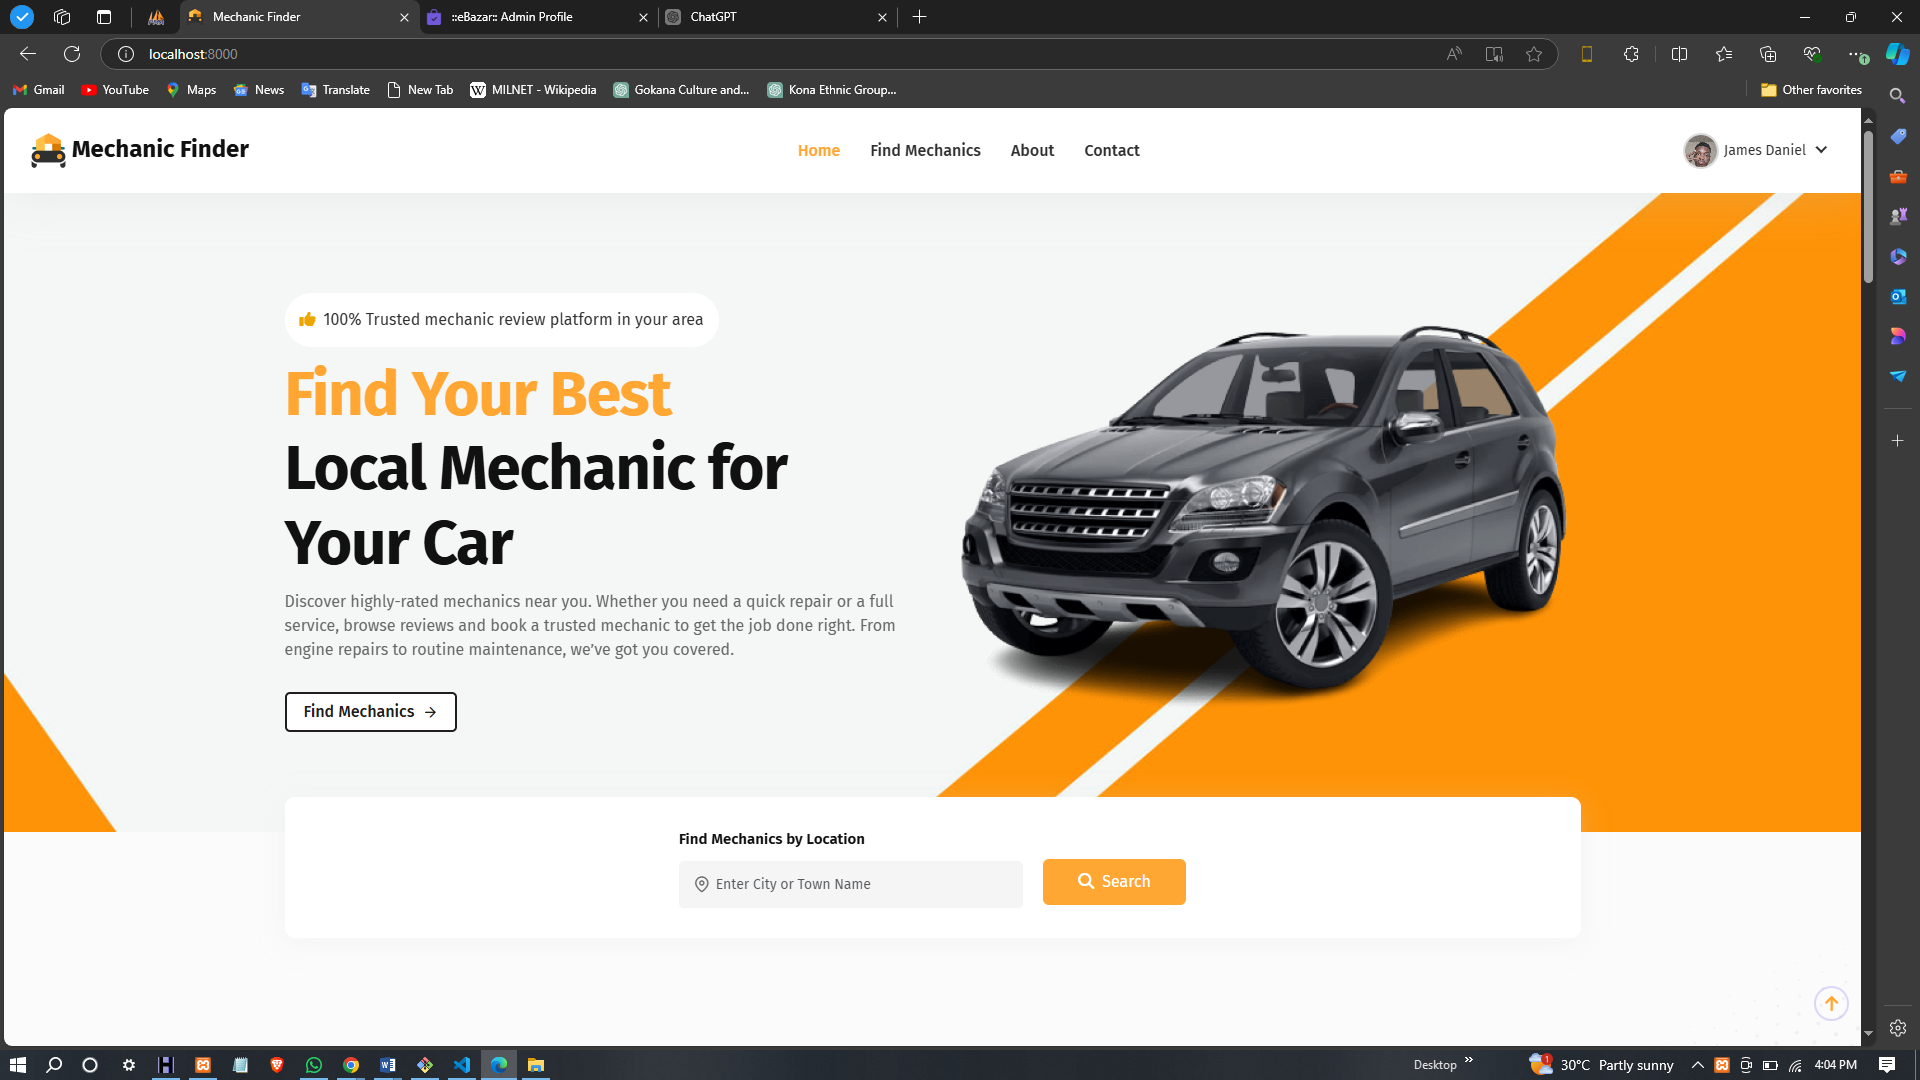 Mechanic Finder
::eBazar:: Admin Profile
ChatGPT
localhost:8000
Gmail
YouTube
Maps
News
Translate
New Tab
MILNET - Wikipedia
Gokana Culture and...
Kona Ethnic Group...
Other favorites
Mechanic Finder
Home
Find Mechanics
About
Contact
James Daniel
100% Trusted mechanic review platform in your area
Find Your Best
Local Mechanic for
Your Car
Discover highly-rated mechanics near you. Whether you need a quick repair or a full
service, browse reviews and book a trusted mechanic to get the job done right. From
engine repairs to routine maintenance, we’ve got you covered.
Find Mechanics
Find Mechanics by Location
Enter City or Town Name
Search
Desktop
1
30°C Partly sunny
4:04 PM